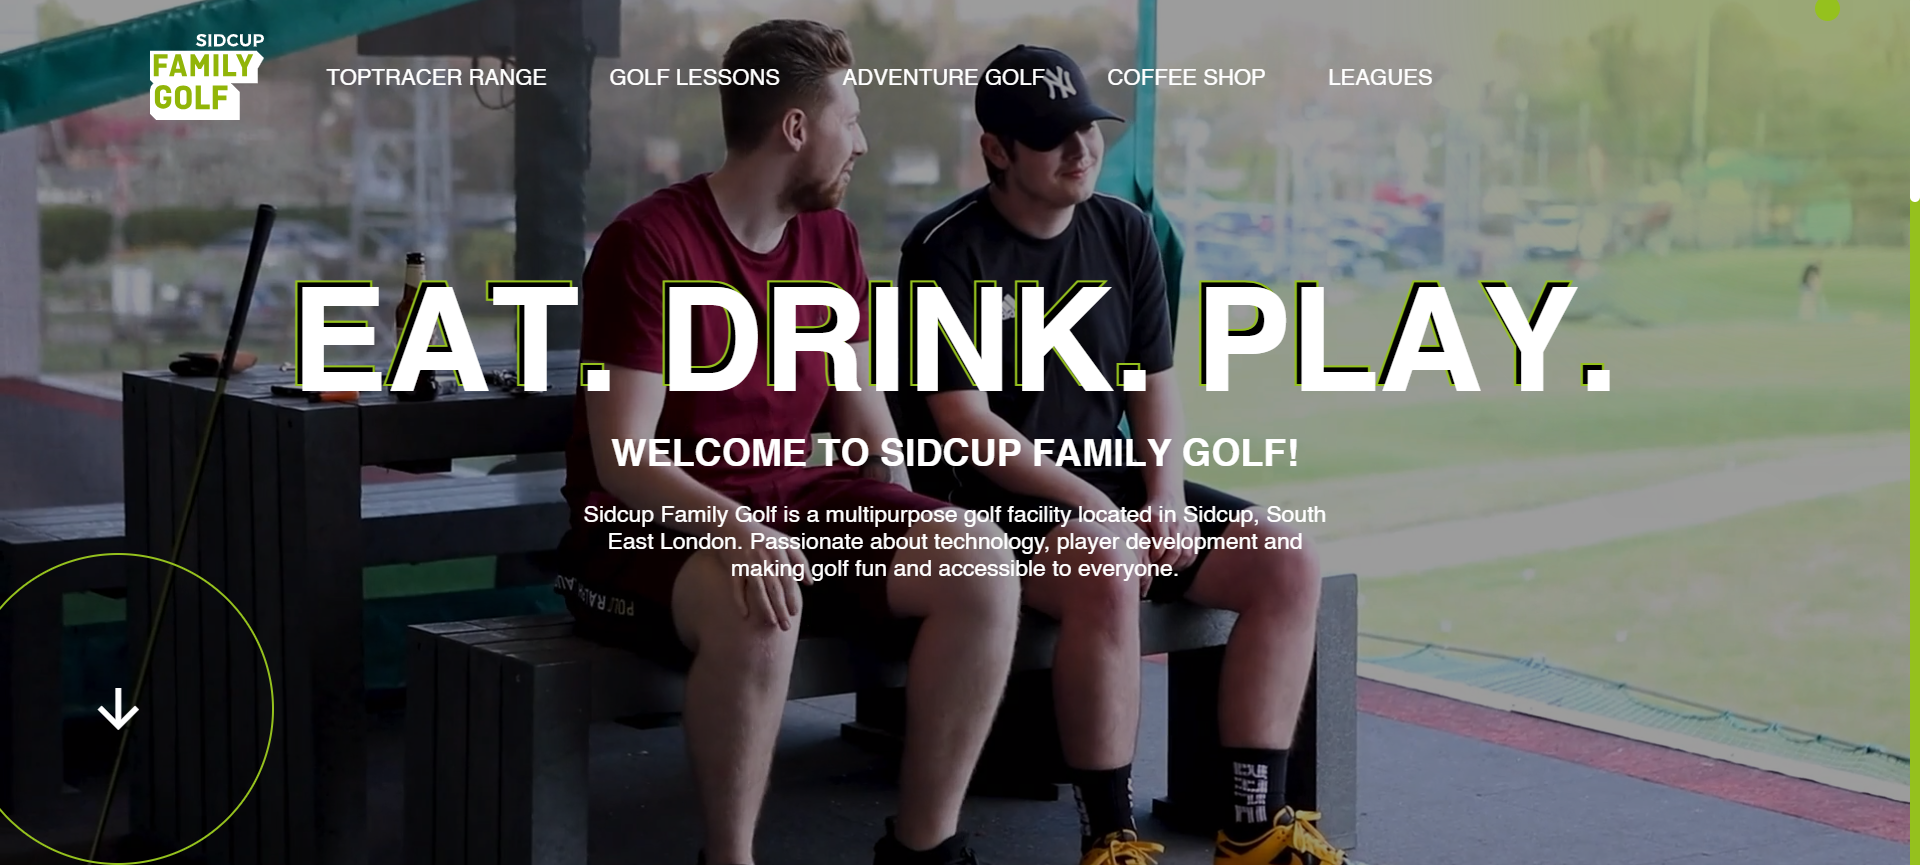 SIDCUP
FAMILY
GOLF
TOPTRACER RANGE
GOLF LESSONS
ADVENTURE GOLF
COFFEE SHOP
LEAGUES
NY
EAT. DRINK. PLAY.
WELCOME TO SIDCUP FAMILY GOLF!
Sidcup Family Golf is a multipurpose golf facility located in Sidcup, South
East London. Passionate about technology, player development and
making golf fun and accessible to everyone.